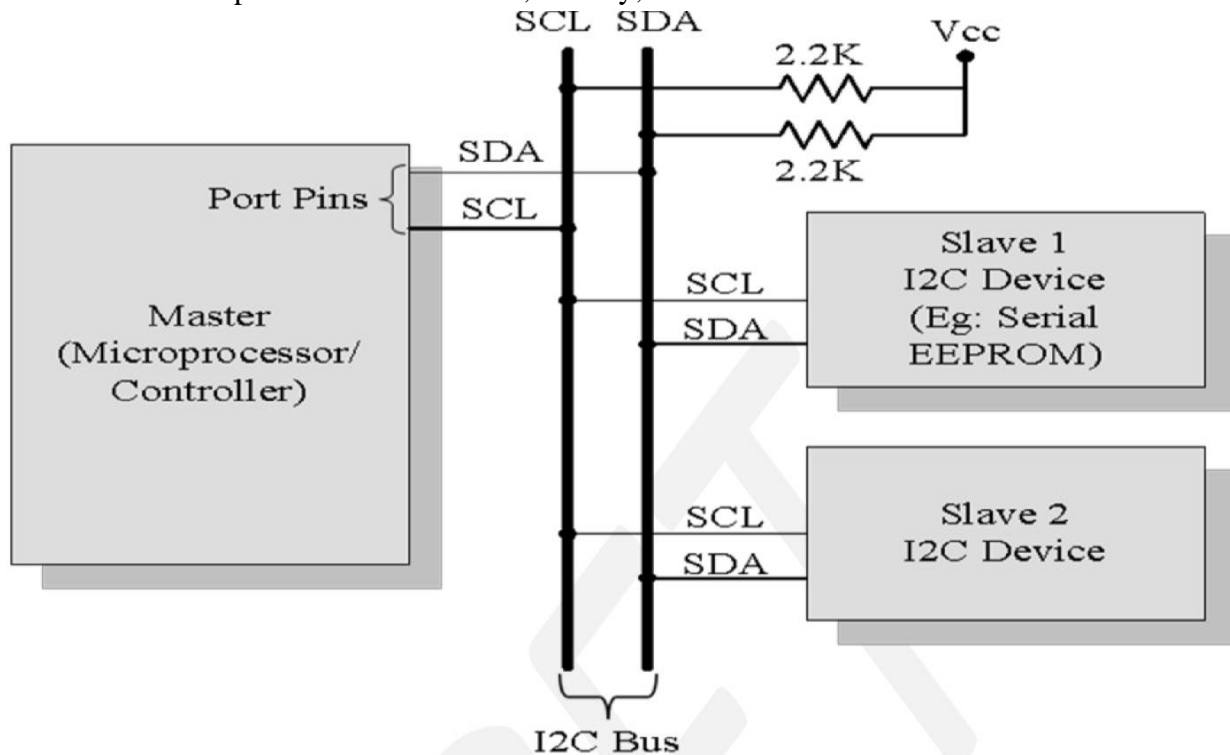 SCL SDA
Vcc
2.2K
2.2K
SDA
Port Pins
SCL
Master
(Microprocessor/
Controller)
SCL
SDA
Slave 1
I2C Device
(Eg: Serial
EEPROM)
SCL
SDA
Slave 2
I2C Device
I2C Bus